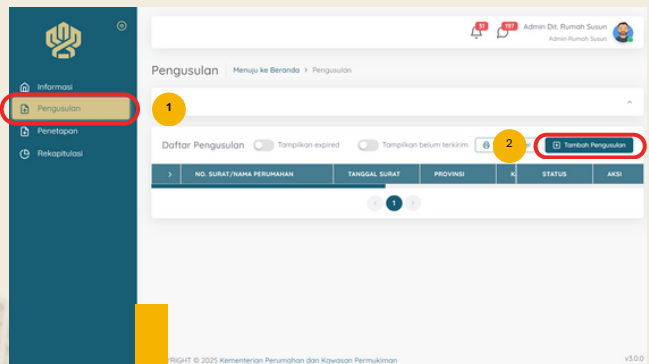 31
197
Admin Dit. Rumah Susun
Admin Rumah Susun
Pengusulan
Menuju ke Beranda > Pengusulan
Informasi
Pengusulan
Penetapan
Rekapitulasi
1
Daftar Pengusulan
Tampilkan expired
Tampilkan belum terkirim
2
Tambah Pengusulan
NO. SURAT/NAMA PERUMAHAN
TANGGAL SURAT
PROVINSI
STATUS
AKSI
1
© 2025 Kementerian Perumahan dan Kawasan Permukiman
v3.0.0